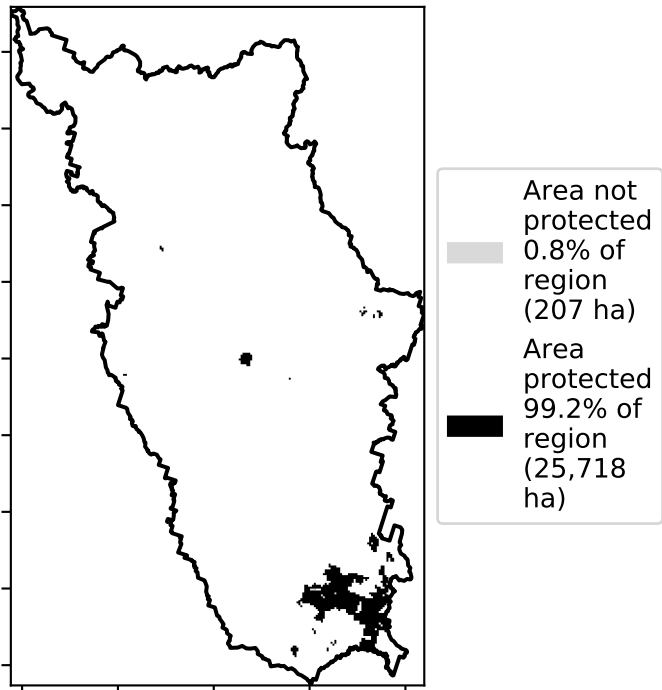 Area not
protected
0.8% of
region
(207 ha)
Area
protected
99.2% of
region
(25,718
ha)